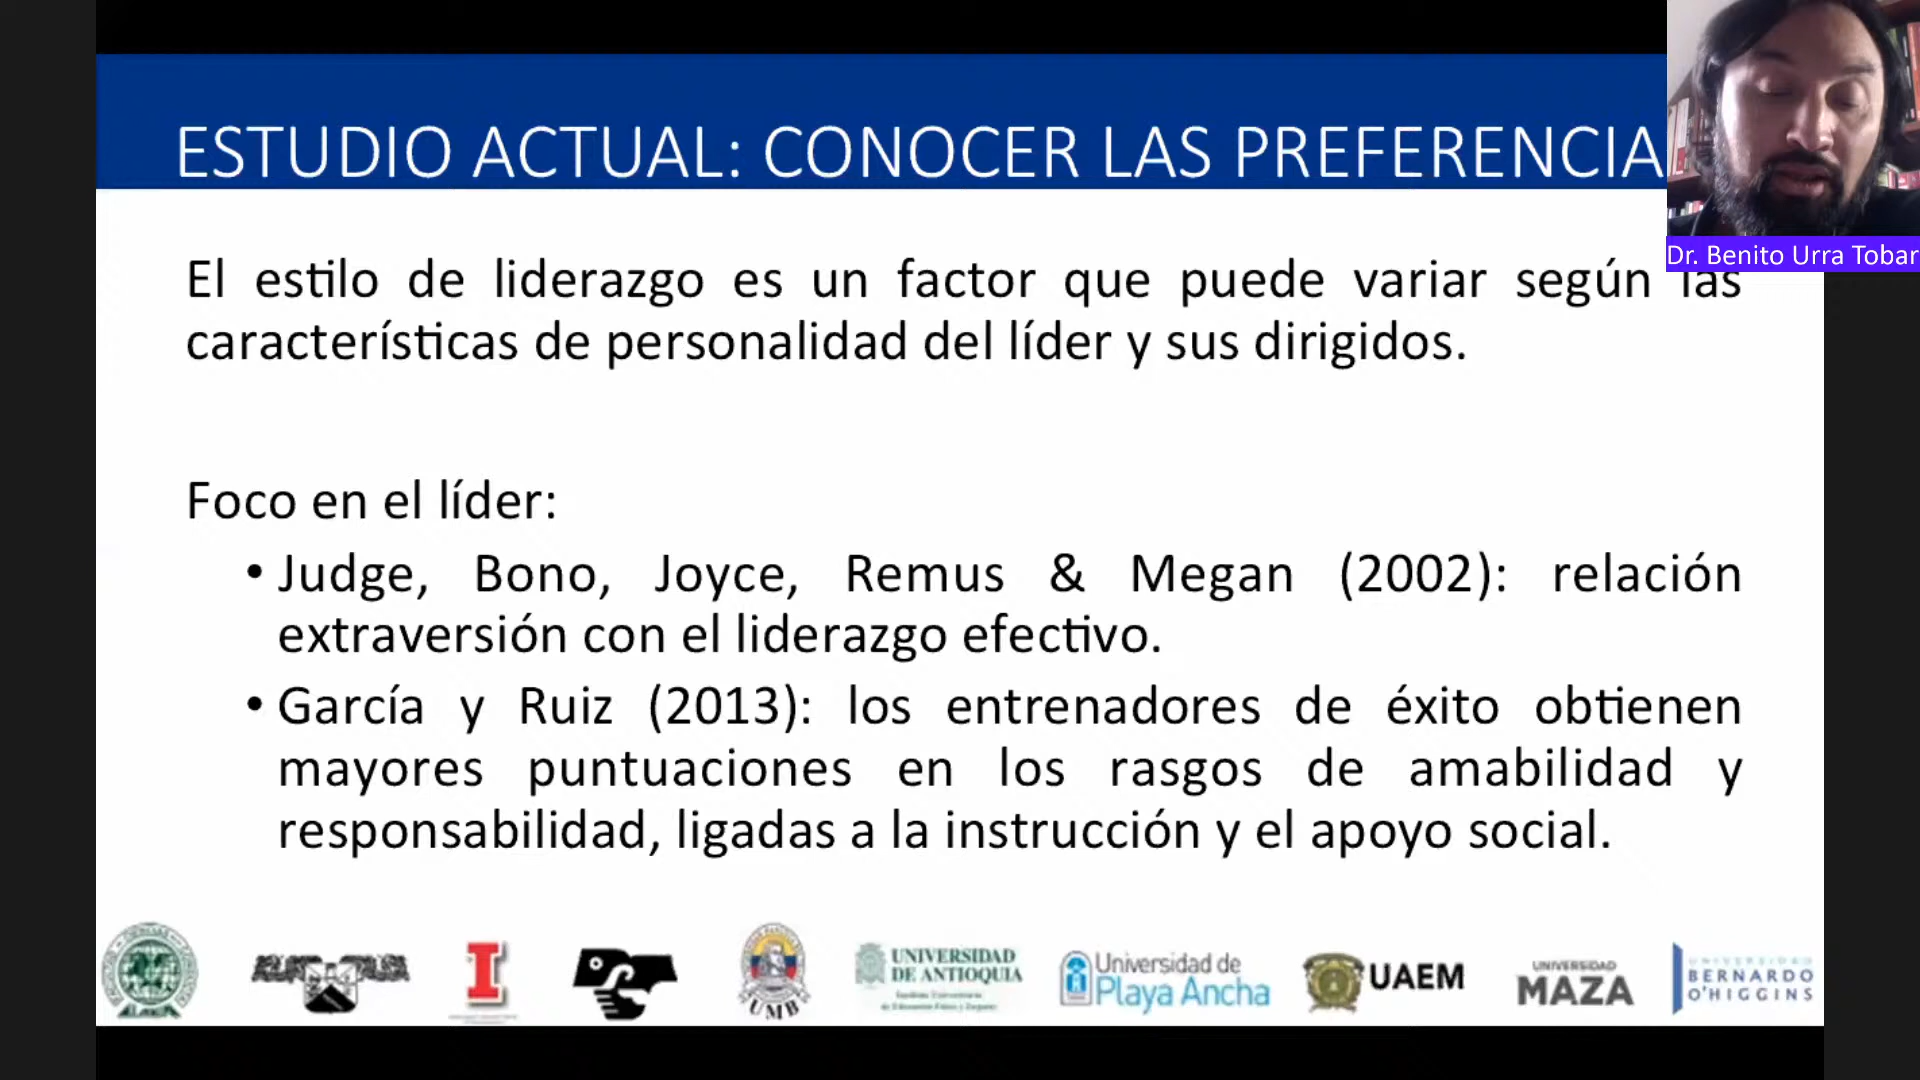 ESTUDIO ACTUAL: CONOCER LAS PREFERENCIA
Dr. Benito Urra Tobar
El estilo de liderazgo es un factor que puede variar según las
características de personalidad del líder y sus dirigidos.
Foco en el líder:
• Judge, Bono, Joyce, Remus & Megan (2002): relación
extraversión con el liderazgo efectivo.
• García y Ruiz (2013): los entrenadores de éxito obtienen
mayores puntuaciones en los rasgos de amabilidad y
responsabilidad, ligadas a la instrucción y el apoyo social.
I
UMB
UNIVERSIDAD
DE ANTIOQUIA
Universidad de
Playa Ancha
UAEM
UNIVERSIDAD
MAZA
UNIVERSIDAD
BERNARDO
O'HIGGINS